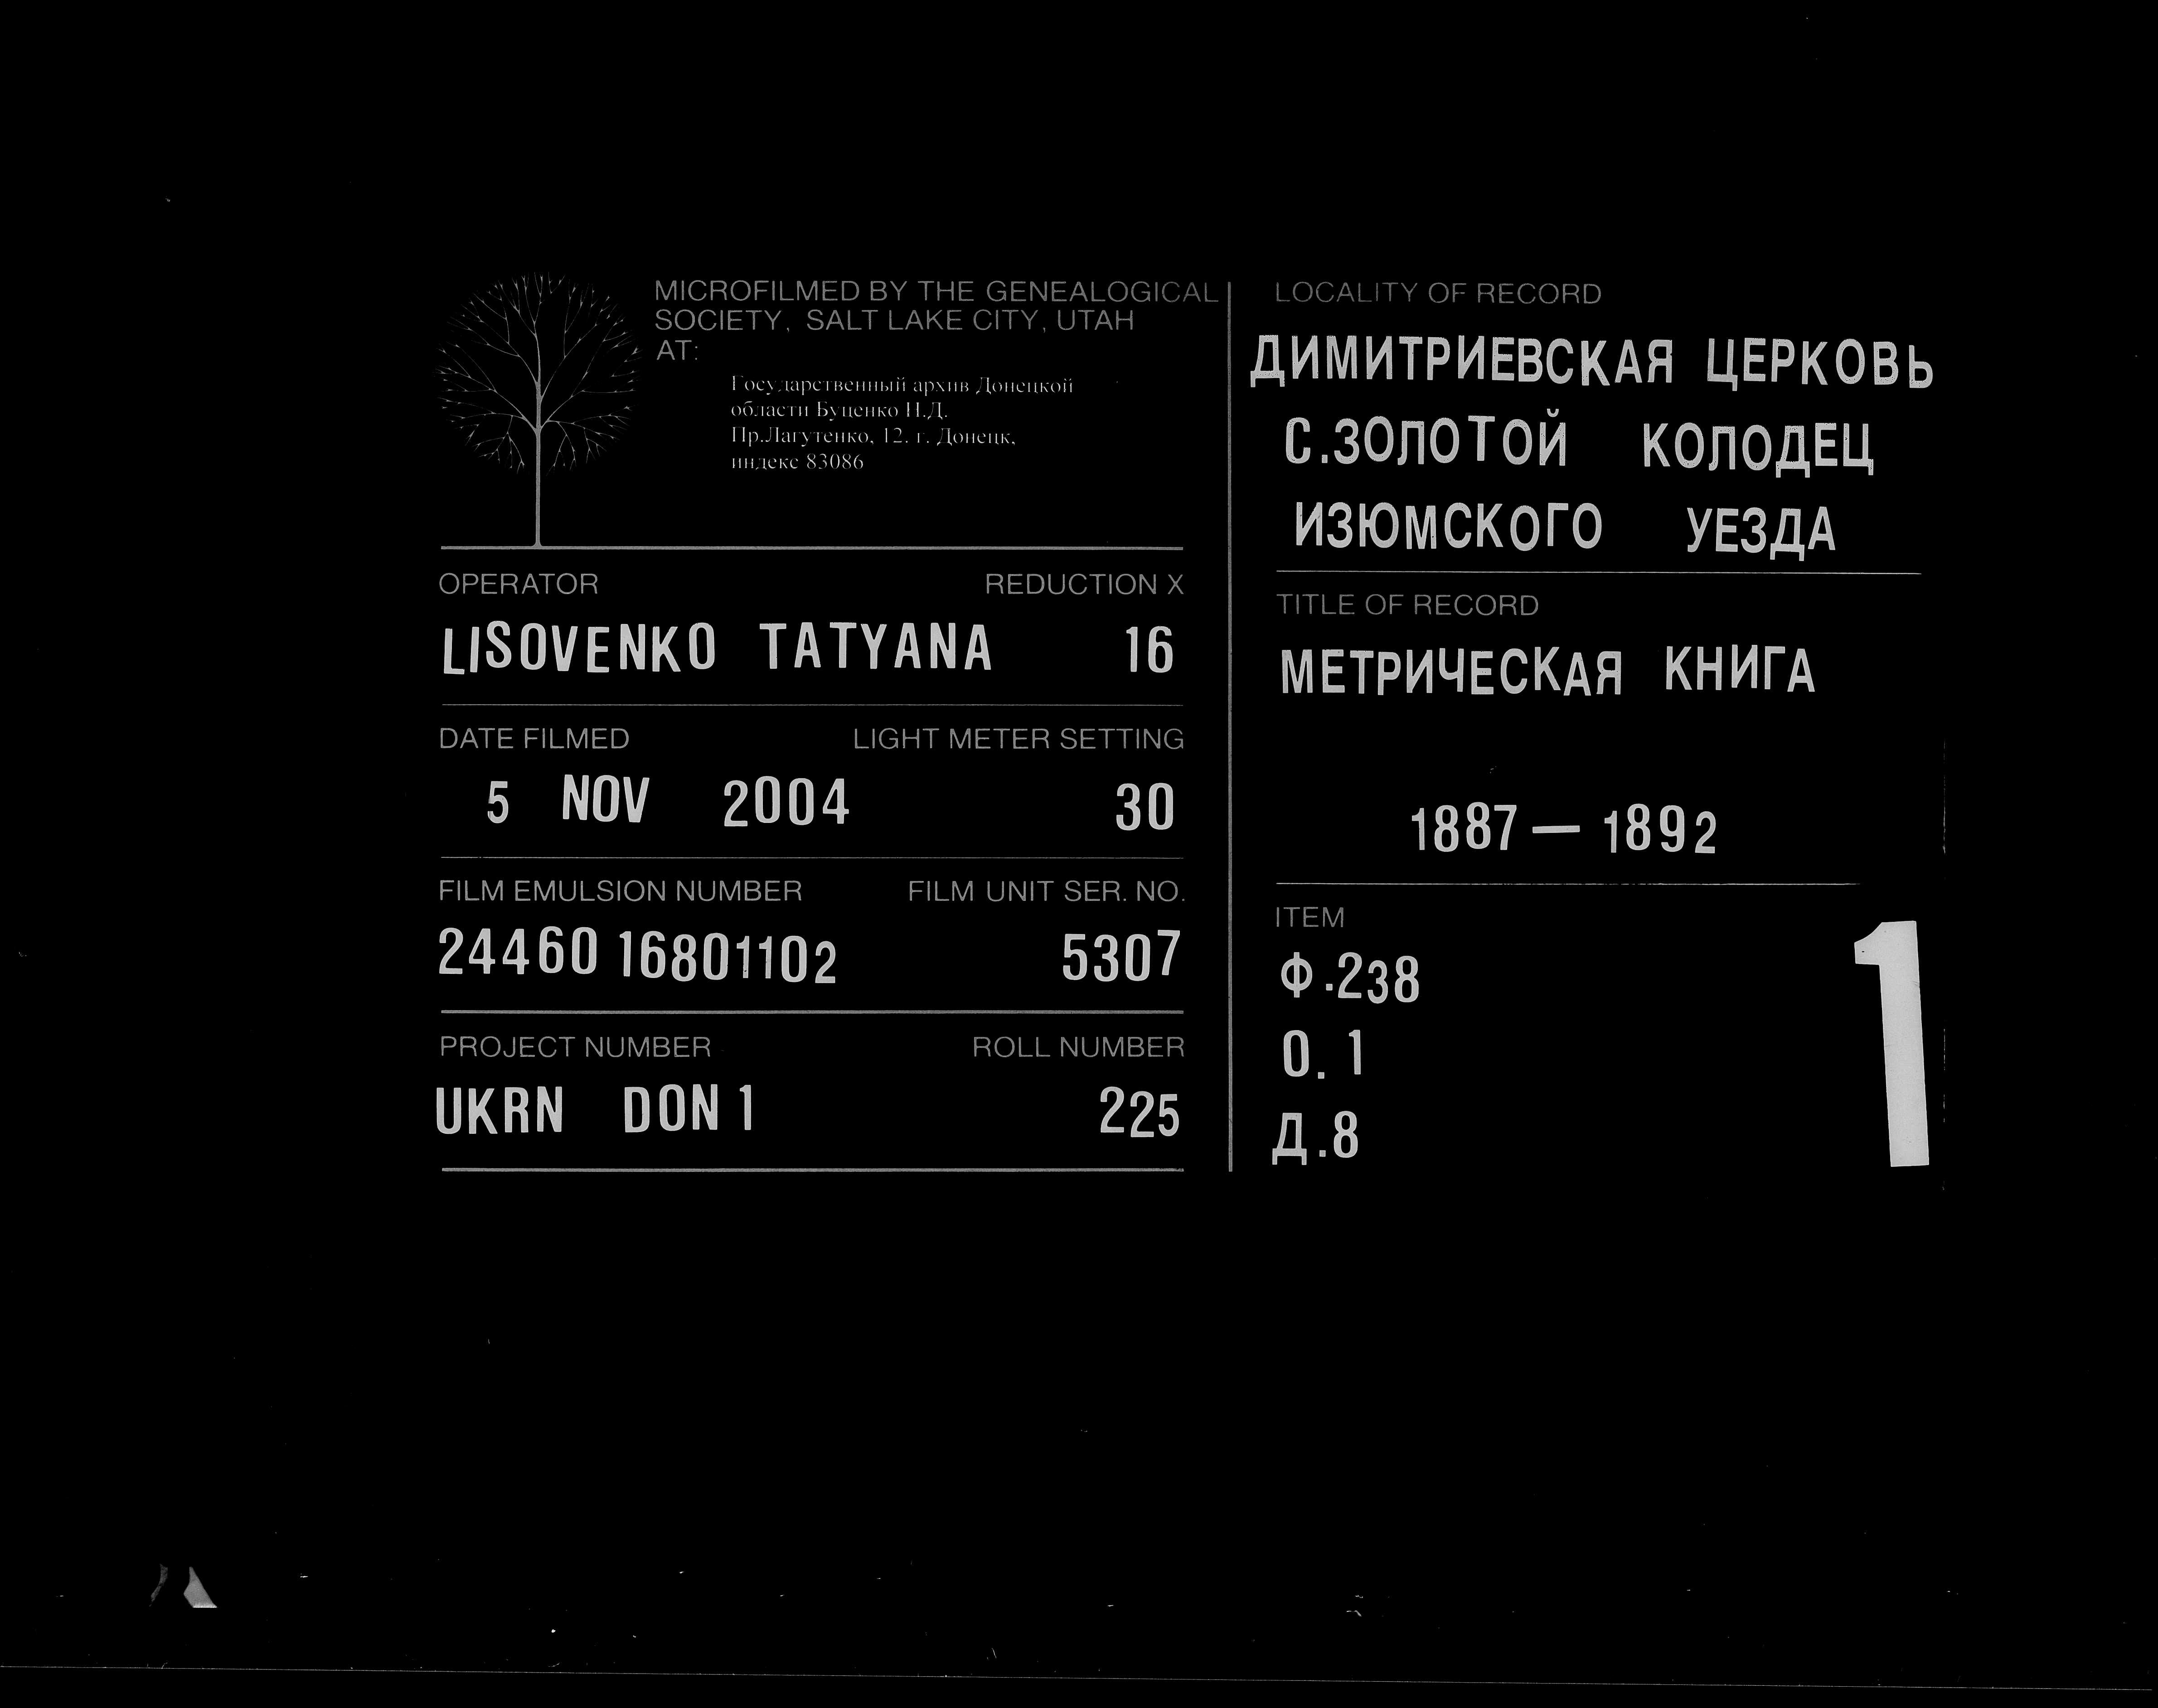 MICROFILMED BY THE GENEALOGICAL
SOCIETY, SALT LAKE CITY, UTAH
AT:
Государственный архив Донецкой
области Буценко Н.Д.
Пр.Лагутенко, 12. г. Донецк,
индекс 83086
OPERATOR REDUCTION X
LISOVENKO TATYANA 16
DATE FILMED LIGHT METER SETTING
5 NOV 2004 30
FILM EMULSION NUMBER FILM UNIT SER. NO.
24460 16801102 5307
PROJECT NUMBER ROLL NUMBER
UKRN DON 1 225
LOCALITY OF RECORD
ДИМИТРИЕВСКАЯ ЦЕРКОВЬ
С.ЗОЛОТОЙ КОЛОДЕЦ
ИЗЮМСКОГО УЕЗДА
TITLE OF RECORD
МЕТРИЧЕСКАЯ КНИГА
1887 — 1892
ITEM
Ф.238
О. 1
Д.8
1